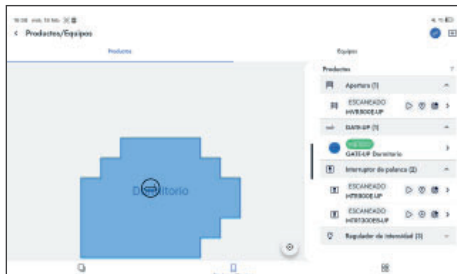 Productos/Equipos
Productos
Equipos
Productos
Apertura (1)
ESCANEADO
GATE-UP (1)
GATE-UP Dormitorio
Interruptor de palanca (2)
ESCANEADO
ESCANEADO
Regulador de intensidad (3)
Dormitorio